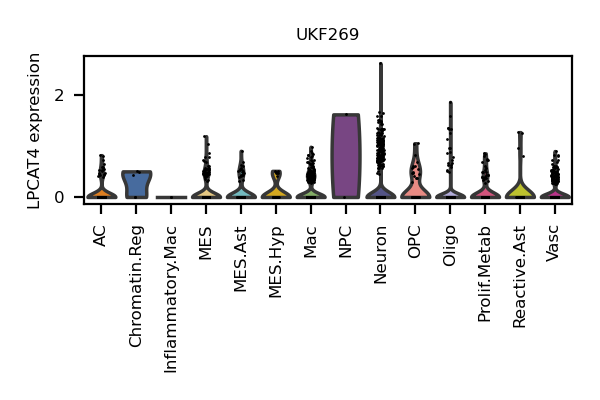 UKF269
LPCAT4 expression
2
0
AC
Chromatin.Reg
Inflammatory.Mac
MES
MES.Ast
MES.Hyp
Mac
NPC
Neuron
OPC
Oligo
Prolif.Metab
Reactive.Ast
Vasc